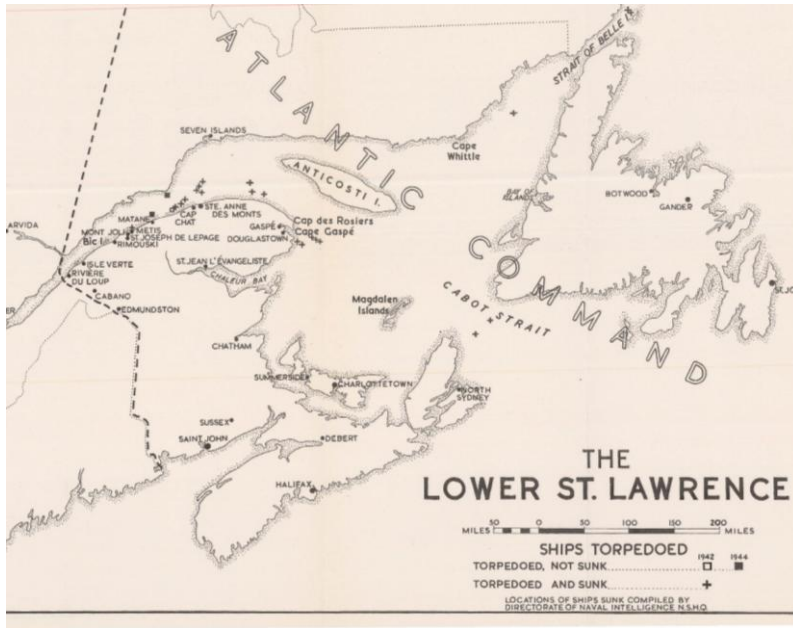 ATLANTIC
COMMAND
STRAIT OF BELLE I.
SEVEN ISLANDS
Cape
Whittle
ANTICOSTI I.
BOTWOOD
GANDER
STE. ANNE
DES MONTS
CAP
CHAT
MATANE
Cap des Rosiers
Cape Gaspé
GASPÉ
DOUGLASTOWN
ARVIDA
MONT JOLI
METIS
Bic I.
ST. JOSEPH DE LEPAGE
RIMOUSKI
ST. JEAN L'ÉVANGELISTE
CHALEUR BAY
ISLE VERTE
RIVIÈRE
DU LOUP
CABANO
EDMUNDSTON
Magdalen
Islands
CABOT STRAIT
CHATHAM
SUMMERSIDE
CHARLOTTETOWN
NORTH
SYDNEY
SUSSEX
SAINT JOHN
DEBERT
HALIFAX
THE
LOWER ST. LAWRENCE
MILES 50 0 50 100 150 200 MILES
SHIPS TORPEDOED
1942 1944
TORPEDOED, NOT SUNK
TORPEDOED AND SUNK
LOCATIONS OF SHIPS SUNK COMPILED BY
DIRECTORATE OF NAVAL INTELLIGENCE N.S.H.Q.